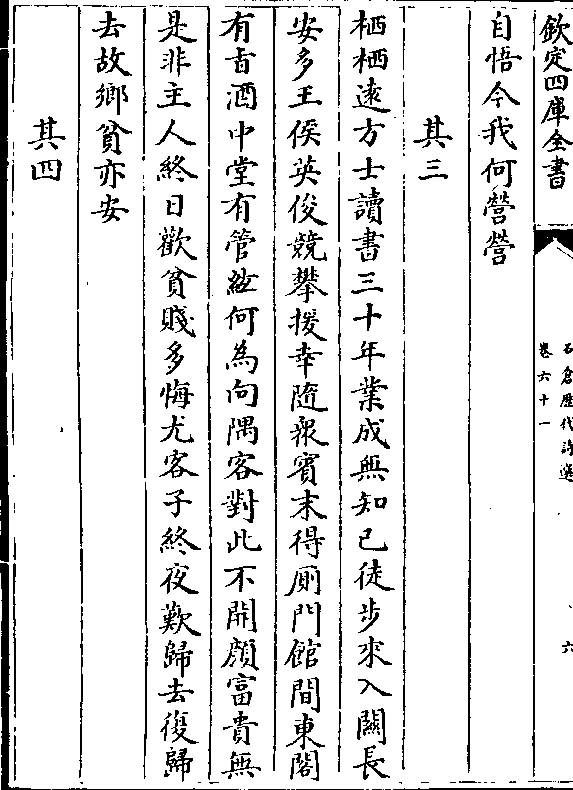 欽定四庫全書
石倉歷代詩選
卷六十一
六
自悟今我何營營
其三
栖栖遠方士讀書三十年業成無知已徒步來入關長
安多王侯英俊競攀援幸隨衆賓末得厠門館間東閣
有㫖酒中堂有管絃何為向隅客對此不開顔富貴無
是非主人終日歡貧賤多悔尤客子終夜歎歸去復歸
去故鄉貧亦安
其四